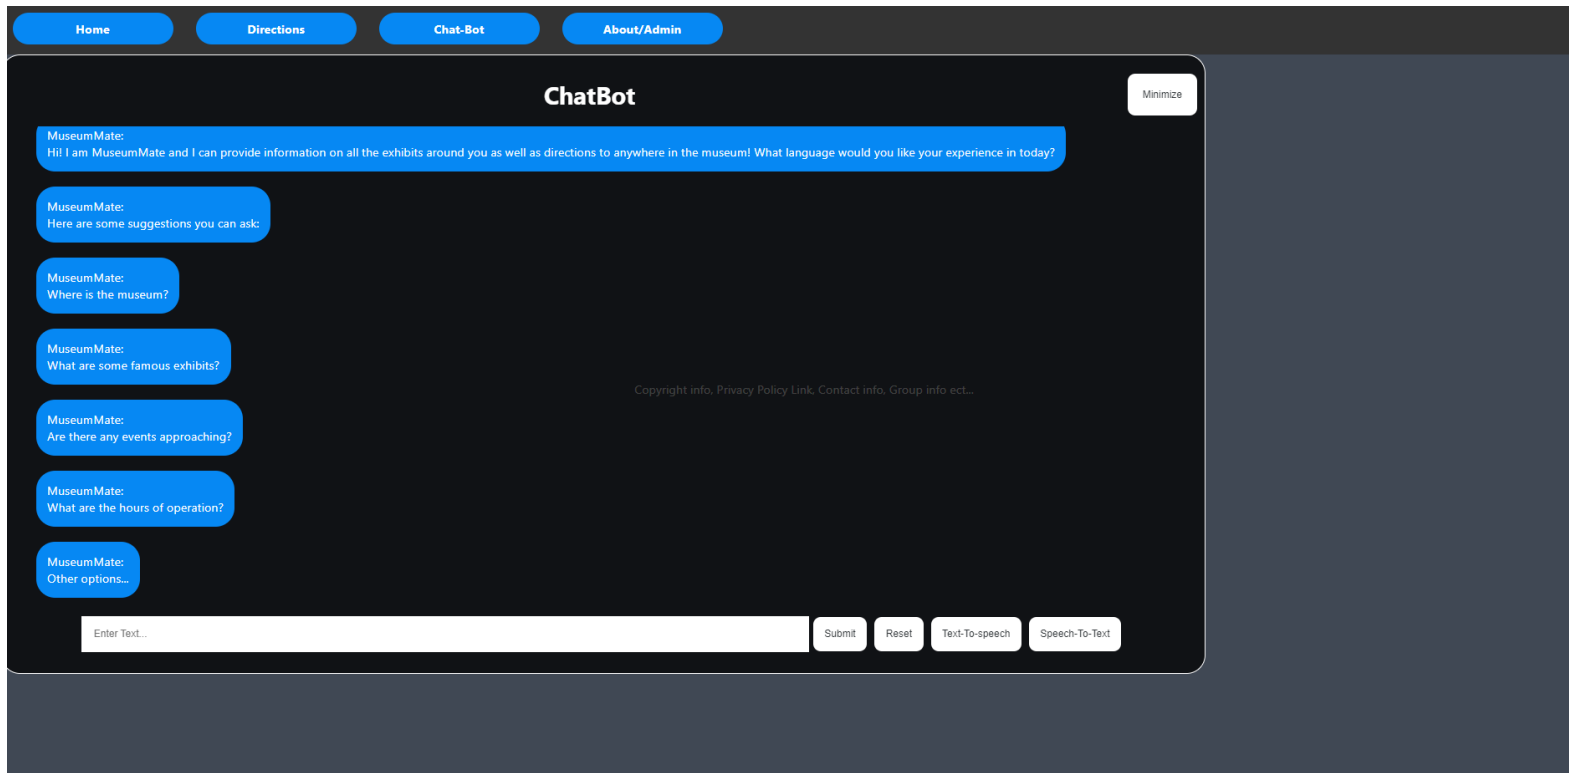 Home Directions Chat-Bot About/Admin
ChatBot
Minimize
MuseumMate:
Hi! I am MuseumMate and I can provide information on all the exhibits around you as well as directions to anywhere in the museum! What language would you like your experience in today?
MuseumMate:
Here are some suggestions you can ask:
MuseumMate:
Where is the museum?
MuseumMate:
What are some famous exhibits?
Copyright info, Privacy Policy Link, Contact info, Group info ect...
MuseumMate:
Are there any events approaching?
MuseumMate:
What are the hours of operation?
MuseumMate:
Other options...
Enter Text... Submit Reset Text-To-speech Speech-To-Text